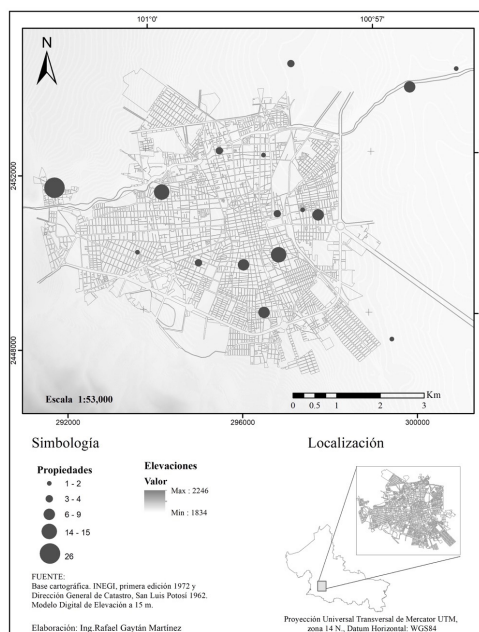 101°0'
100°57'
N
2452000
2448000
Escala 1:53,000
Km
0 0.5 1 2 3
292000
296000
300000
Simbología
Localización
Propiedades
1 - 2
3 - 4
6 - 9
14 - 15
26
Elevaciones
Valor
Max : 2246
Min : 1834
FUENTE:
Base cartográfica. INEGI, primera edición 1972 y
Dirección General de Catastro, San Luis Potosí 1962.
Modelo Digital de Elevación a 15 m.
Elaboración: Ing.Rafael Gaytán Martínez
Proyección Universal Transversal de Mercator UTM,
zona 14 N., Datum Horizontal: WGS84